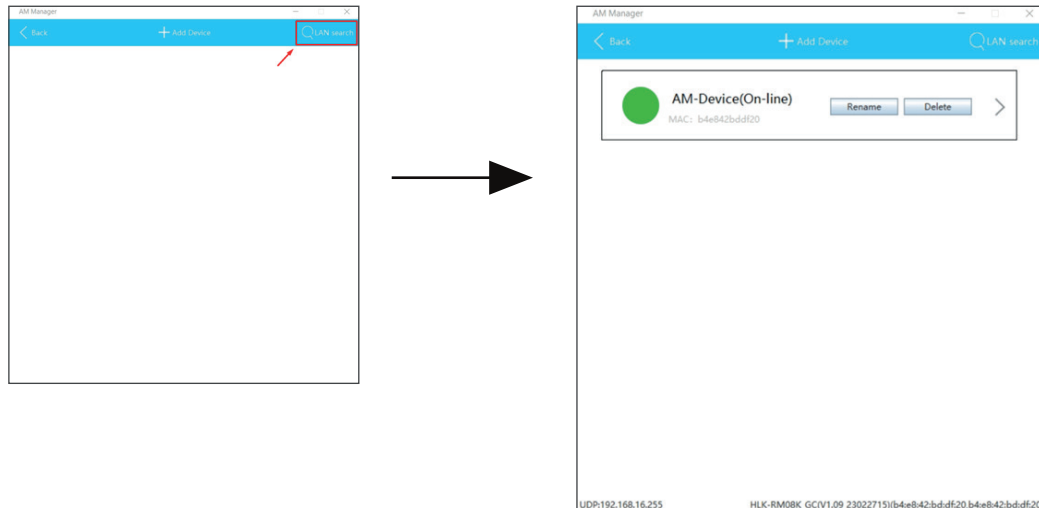 AM Manager
Back
Add Device
LAN search
AM Manager
Back
Add Device
LAN search
AM-Device(On-line)
MAC: b4e842bddf20
Rename
Delete
UDP:192.168.16.255
HLK-RM08K_GC(V1.09 23022715)(b4:e8:42:bd:df:20,b4:e8:42:bd:df:20